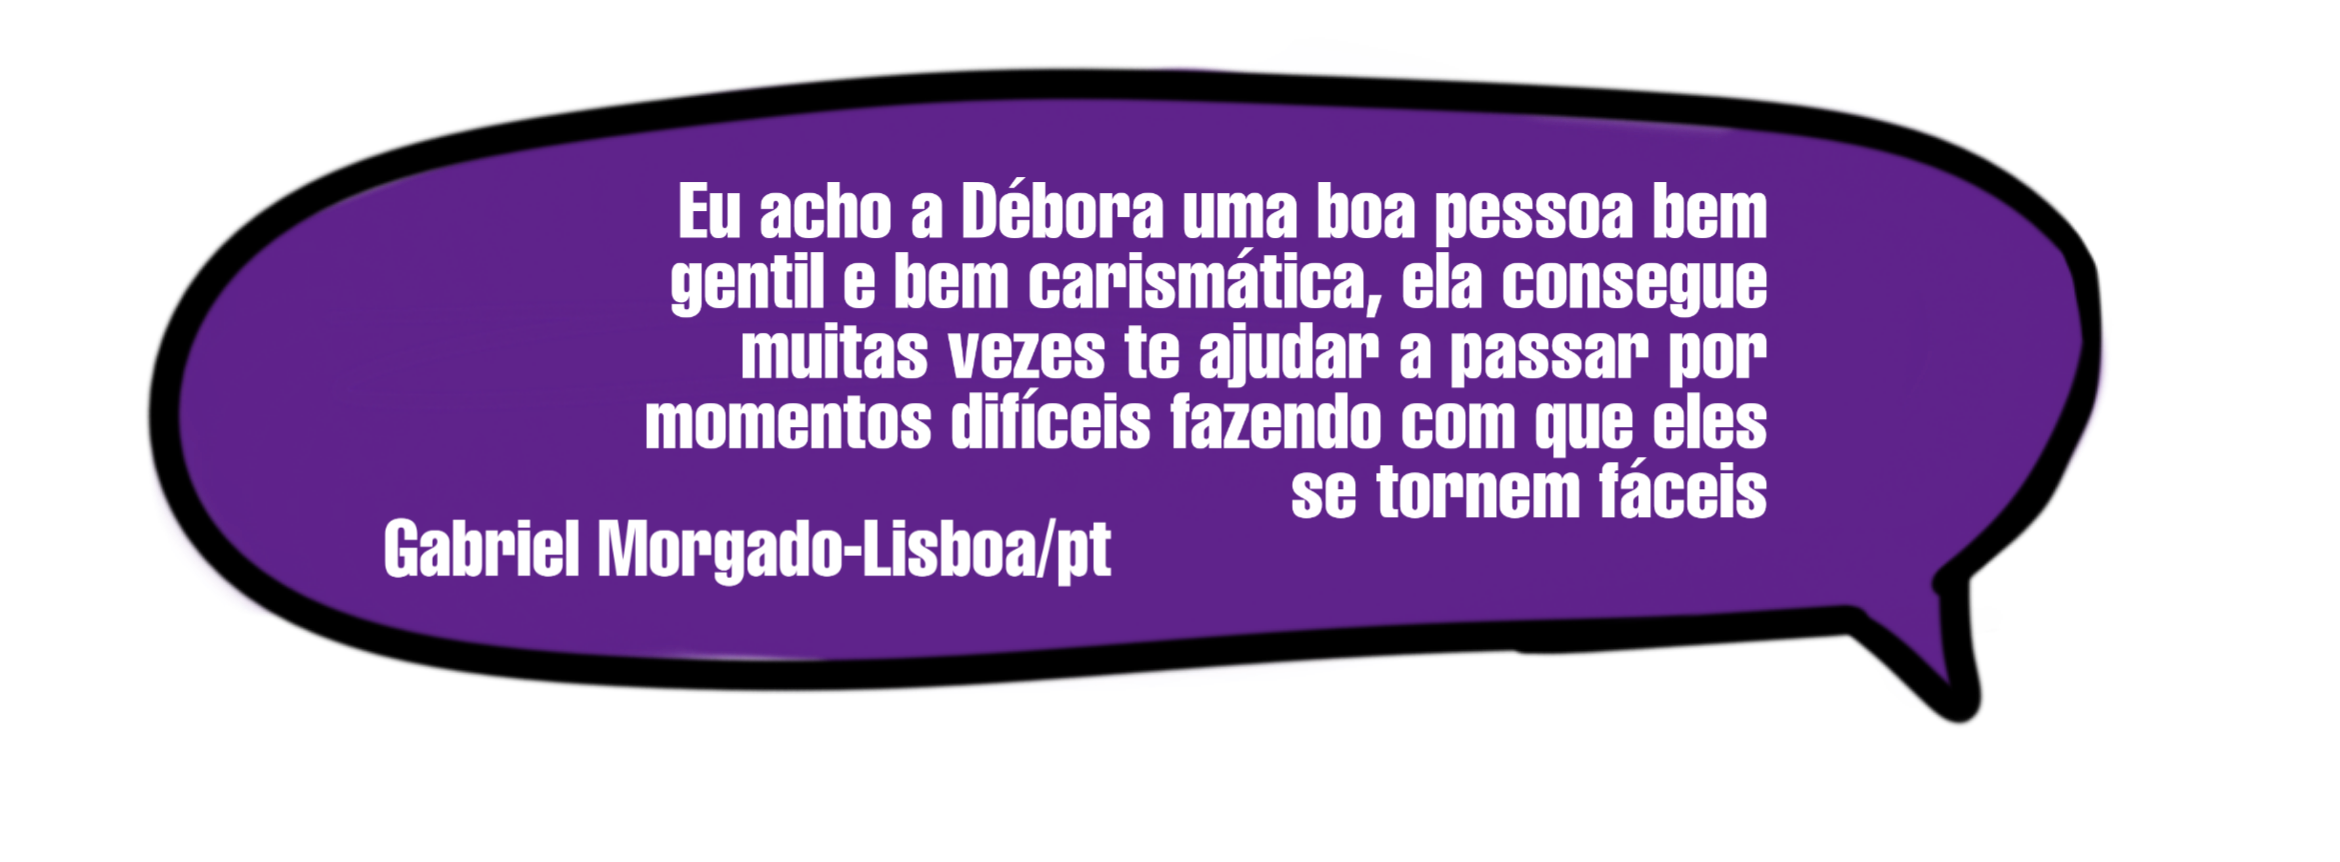 Eu acho a Débora uma boa pessoa bem
gentil e bem carismática, ela consegue
muitas vezes te ajudar a passar por
momentos difíceis fazendo com que eles
se tornem fáceis
Gabriel Morgado-Lisboa/pt